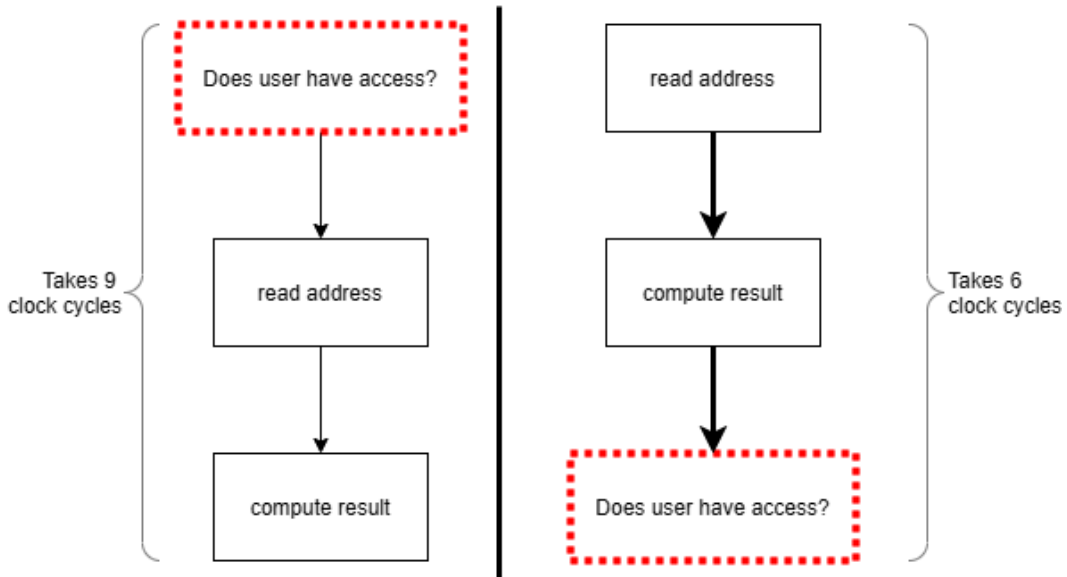 Does user have access?
read address
compute result
Takes 9
clock cycles
read address
compute result
Does user have access?
Takes 6
clock cycles